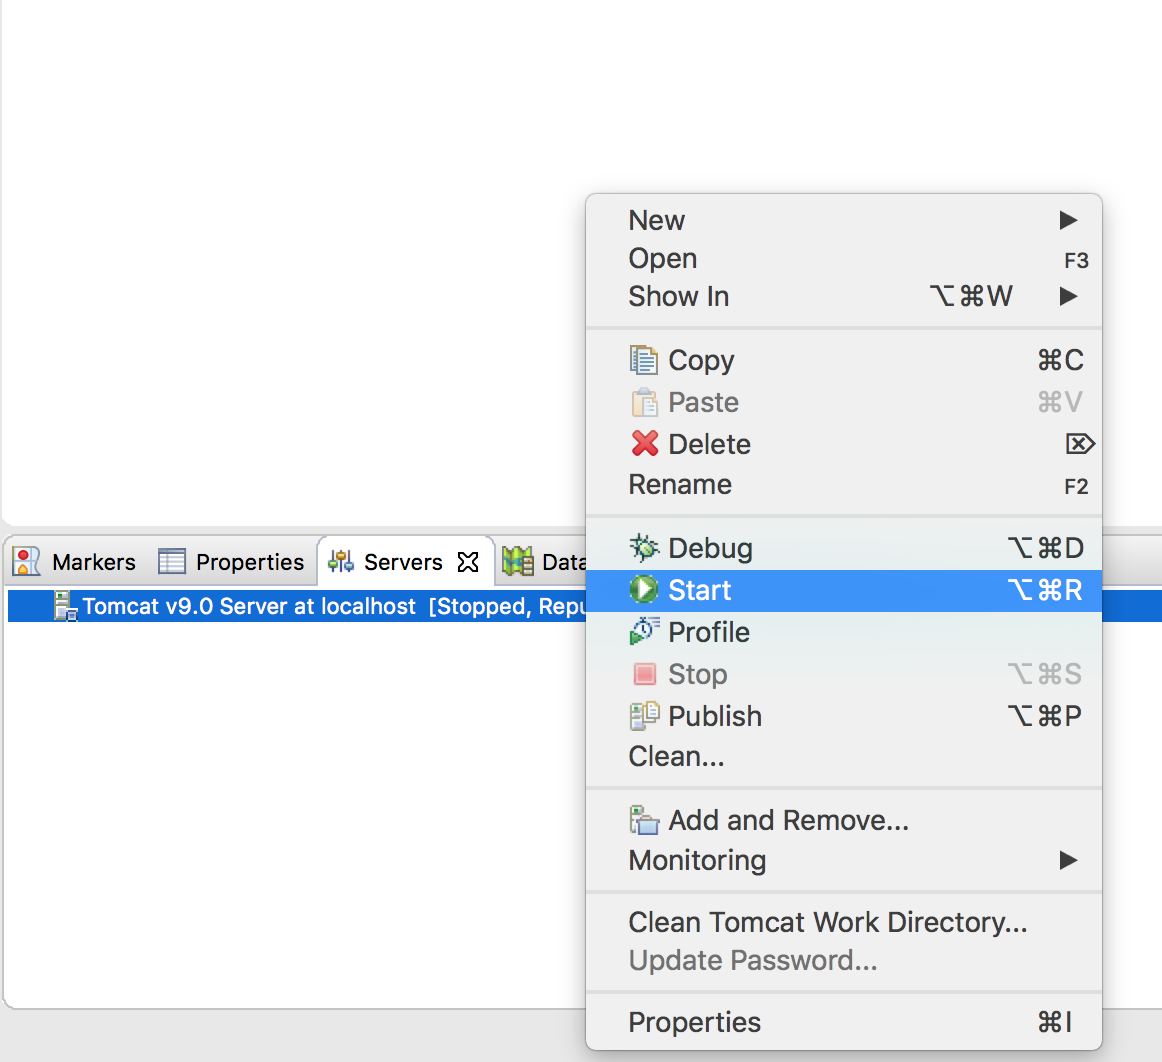 New
Open F3
Show In ⌥⌘W
Copy ⌘C
Paste ⌘V
Delete
Rename F2
Debug ⌥⌘D
Start ⌥⌘R
Profile
Stop ⌥⌘S
Publish ⌥⌘P
Clean...
Add and Remove...
Monitoring
Clean Tomcat Work Directory...
Update Password...
Properties ⌘I
Markers Properties Servers Data
Tomcat v9.0 Server at localhost [Stopped, Repu